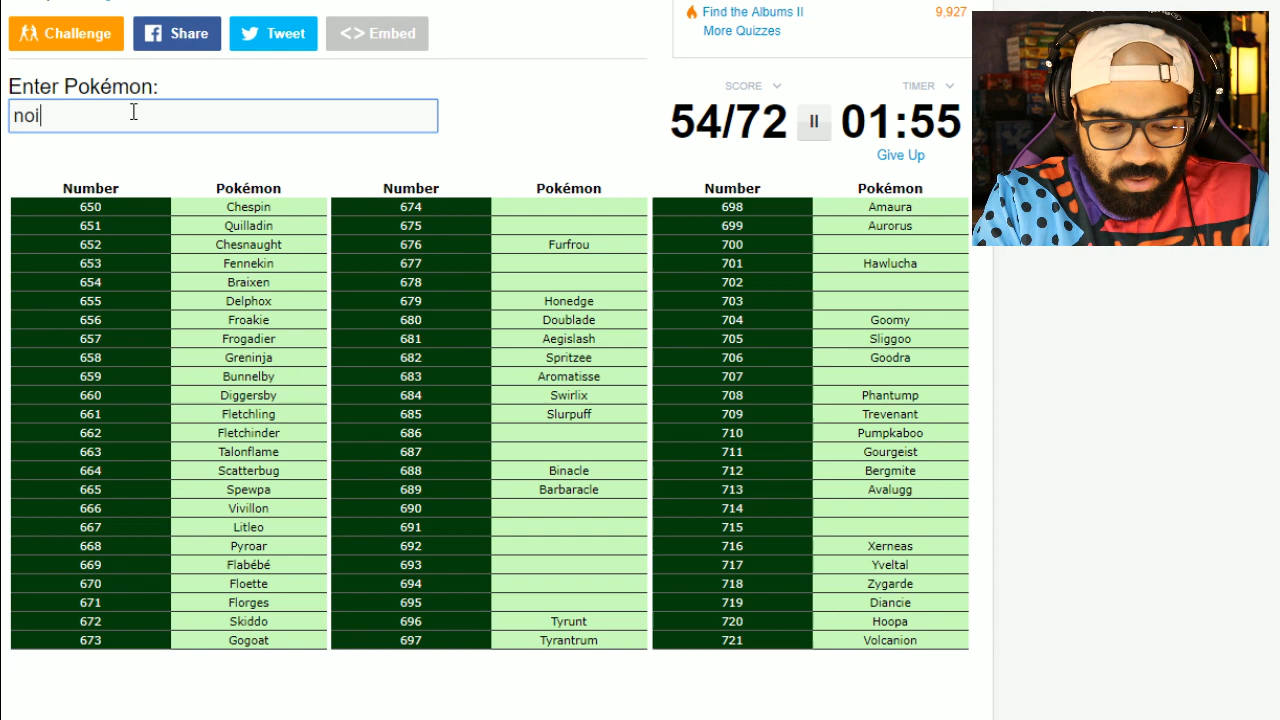 Find the Albums II 9,927
More Quizzes
Challenge Share Tweet <> Embed
Enter Pokémon:
noi
SCORE TIMER
54/72 01:55
Give Up
Number Pokémon Number Pokémon Number Pokémon
650 Chespin 674 698 Amaura
651 Quilladin 675 699 Aurorus
652 Chesnaught 676 Furfrou 700
653 Fennekin 677 701 Hawlucha
654 Braixen 678 702
655 Delphox 679 Honedge 703
656 Froakie 680 Doublade 704 Goomy
657 Frogadier 681 Aegislash 705 Sliggoo
658 Greninja 682 Spritzee 706 Goodra
659 Bunnelby 683 Aromatisse 707
660 Diggersby 684 Swirlix 708 Phantump
661 Fletchling 685 Slurpuff 709 Trevenant
662 Fletchinder 686 710 Pumpkaboo
663 Talonflame 687 711 Gourgeist
664 Scatterbug 688 Binacle 712 Bergmite
665 Spewpa 689 Barbaracle 713 Avalugg
666 Vivillon 690 714
667 Litleo 691 715
668 Pyroar 692 716 Xerneas
669 Flabébé 693 717 Yveltal
670 Floette 694 718 Zygarde
671 Florges 695 719 Diancie
672 Skiddo 696 Tyrunt 720 Hoopa
673 Gogoat 697 Tyrantrum 721 Volcanion